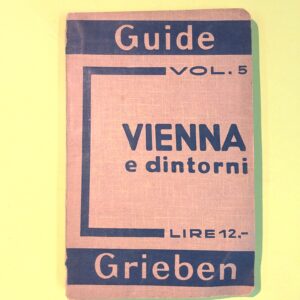 Guide
VOL. 5
VIENNA
e dintorni
LIRE 12.-
Grieben